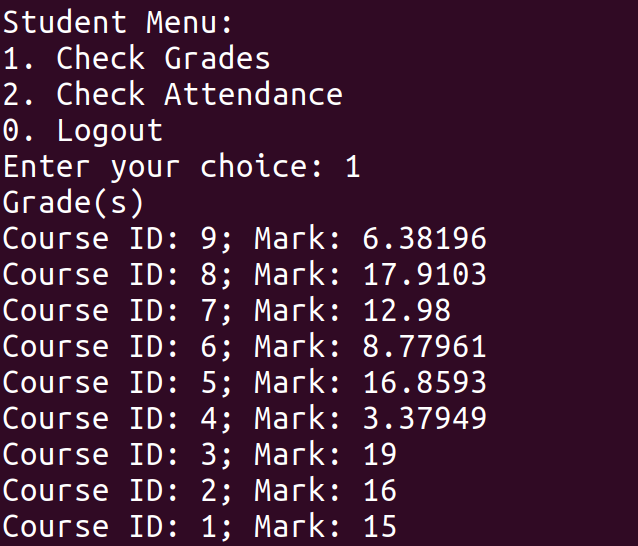 Student Menu:
1. Check Grades
2. Check Attendance
0. Logout
Enter your choice: 1
Grade(s)
Course ID: 9; Mark: 6.38196
Course ID: 8; Mark: 17.9103
Course ID: 7; Mark: 12.98
Course ID: 6; Mark: 8.77961
Course ID: 5; Mark: 16.8593
Course ID: 4; Mark: 3.37949
Course ID: 3; Mark: 19
Course ID: 2; Mark: 16
Course ID: 1; Mark: 15